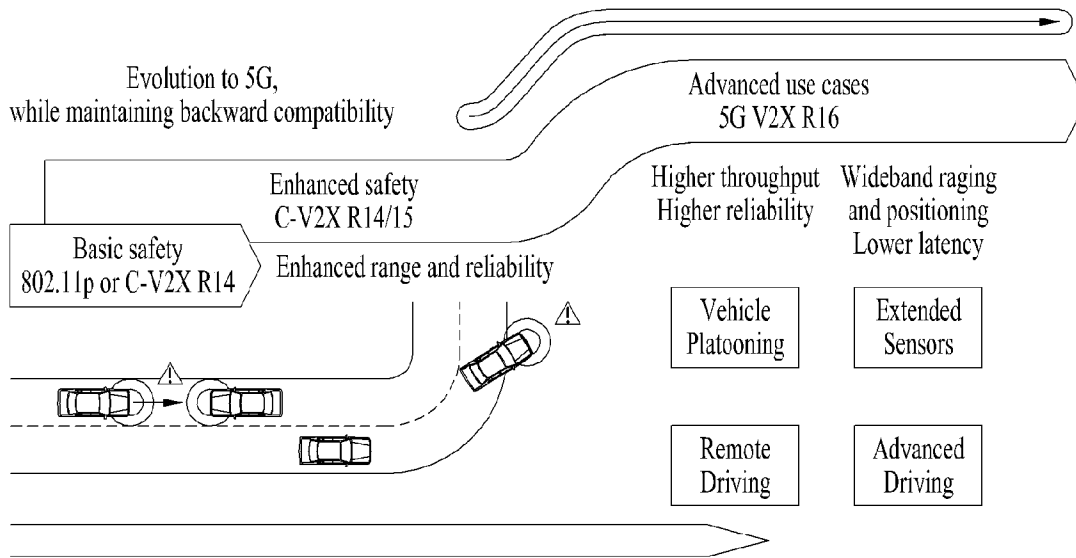 Evolution to 5G,
while maintaining backward compatibility
Advanced use cases
5G V2X R16
Enhanced safety
C-V2X R14/15
Basic safety
802.11p or C-V2X R14
Enhanced range and reliability
Higher throughput
Higher reliability
Wideband raging
and positioning
Lower latency
Vehicle
Platooning
Extended
Sensors
Remote
Driving
Advanced
Driving